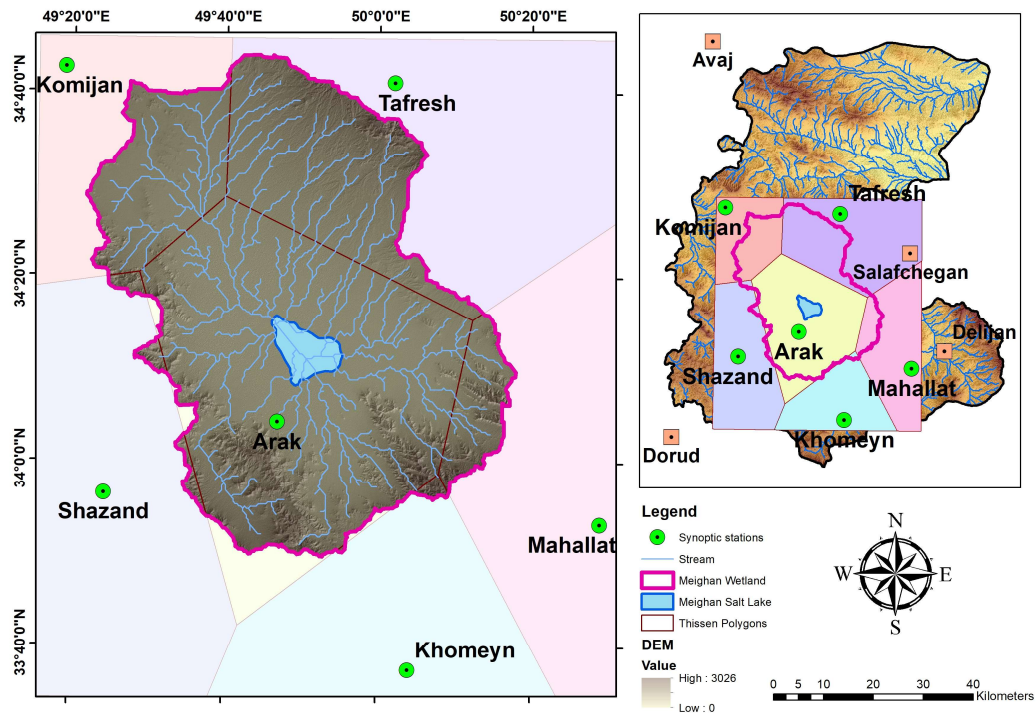 49°20'0"E 49°40'0"E 50°00'0"E 50°20'0"E
34°40'0"N
34°20'0"N
34°0'0"N
33°40'0"N
Komijan
Tafresh
Arak
Shazand
Mahallat
Khomeyn
Avaj
Tafresh
Komijan
Salafchegan
Delijan
Arak
Shazand
Mahallat
Khomeyn
Dorud
Legend
Synoptic stations
Stream
Meighan Wetland
Meighan Salt Lake
Thissen Polygons
DEM
Value
High : 3026
Low : 0
N
W E
S
0 5 10 20 30 40
Kilometers